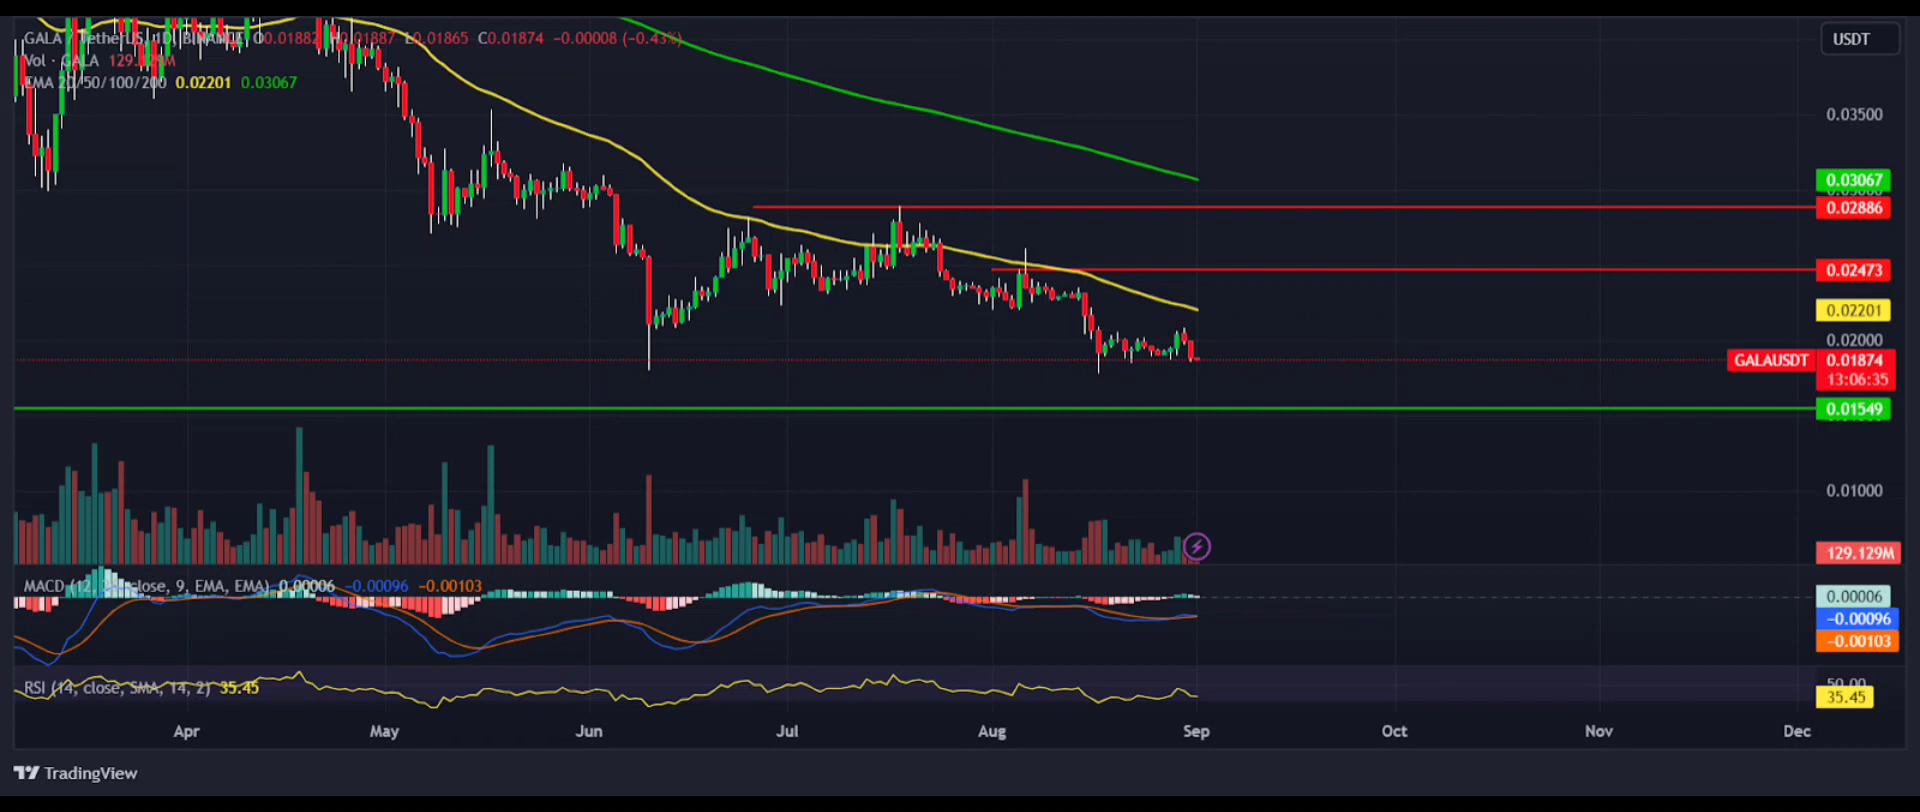 GALA / TetherUS, 1D, BINANCE O0.01882 H0.01887 L0.01865 C0.01874 −0.00008 (−0.43%)
USDT
Vol · GALA 129.129M
EMA 20/50/100/200 0.02201 0.03067
0.03500
0.03067
0.02886
0.02473
0.02201
0.02000
GALAUSDT 0.01874
13:06:35
0.01549
0.01000
129.129M
MACD (12, close, 9, EMA, EMA) 0.00006 −0.00096 −0.00103
0.00006
−0.00096
−0.00103
RSI (14, close, SMA, 14, 2) 35.45
50.00
35.45
Apr May Jun Jul Aug Sep Oct Nov Dec
TradingView